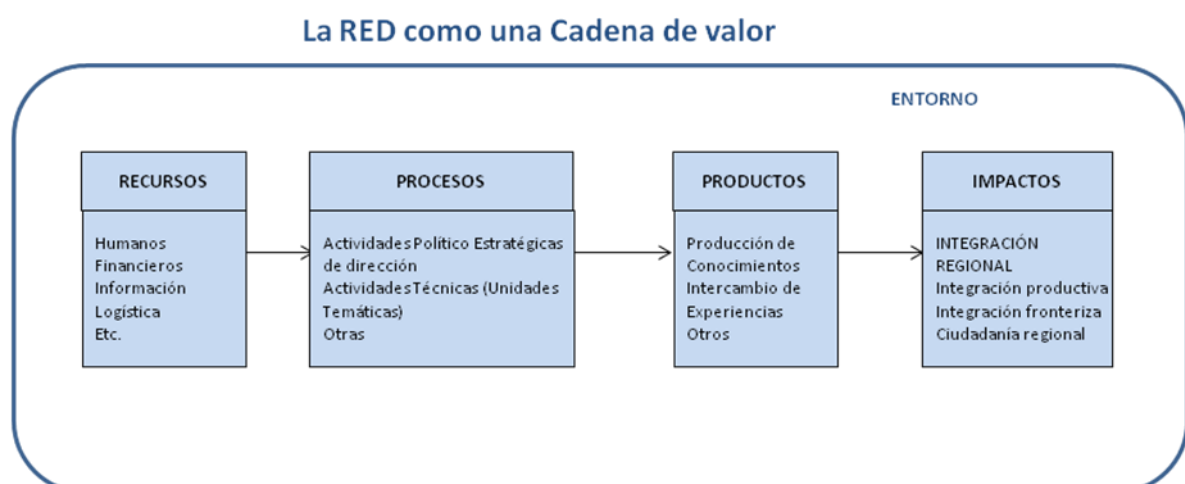 La RED como una Cadena de valor
ENTORNO
RECURSOS
Humanos
Financieros
Información
Logística
Etc.
PROCESOS
Actividades Político Estratégicas
de dirección
Actividades Técnicas (Unidades
Temáticas)
Otras
PRODUCTOS
Producción de
Conocimientos
Intercambio de
Experiencias
Otros
IMPACTOS
INTEGRACIÓN
REGIONAL
Integración productiva
Integración fronteriza
Ciudadanía regional